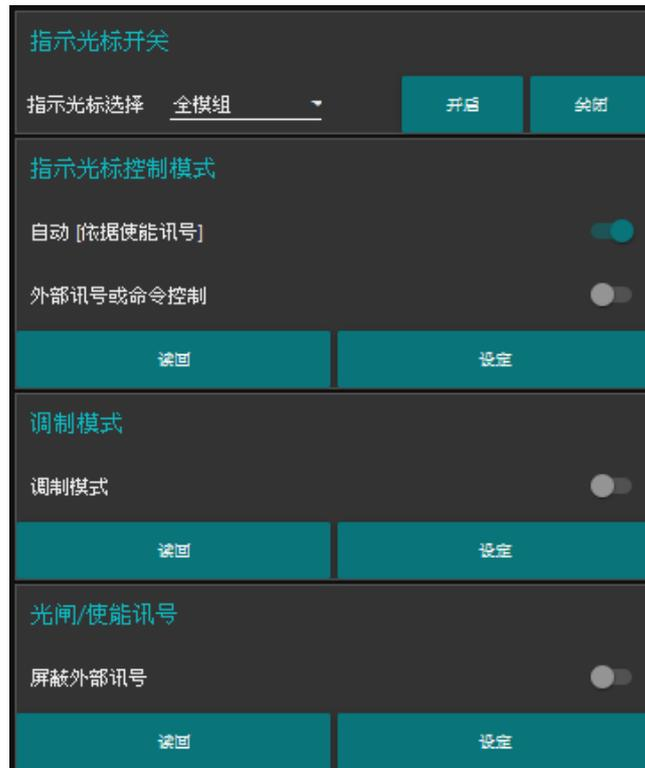 指示光标开关
指示光标选择 全模组 开启 关闭
指示光标控制模式
自动 [依据使能讯号]
外部讯号或命令控制
读回 设定
调制模式
调制模式
读回 设定
光闸/使能讯号
屏蔽外部讯号
读回 设定